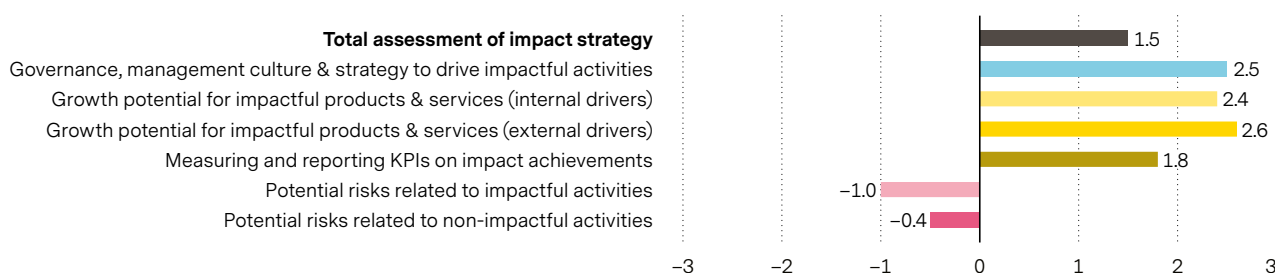 Total assessment of impact strategy 1.5
Governance, management culture & strategy to drive impactful activities 2.5
Growth potential for impactful products & services (internal drivers) 2.4
Growth potential for impactful products & services (external drivers) 2.6
Measuring and reporting KPIs on impact achievements 1.8
Potential risks related to impactful activities –1.0
Potential risks related to non-impactful activities –0.4
–3 –2 –1 0 1 2 3